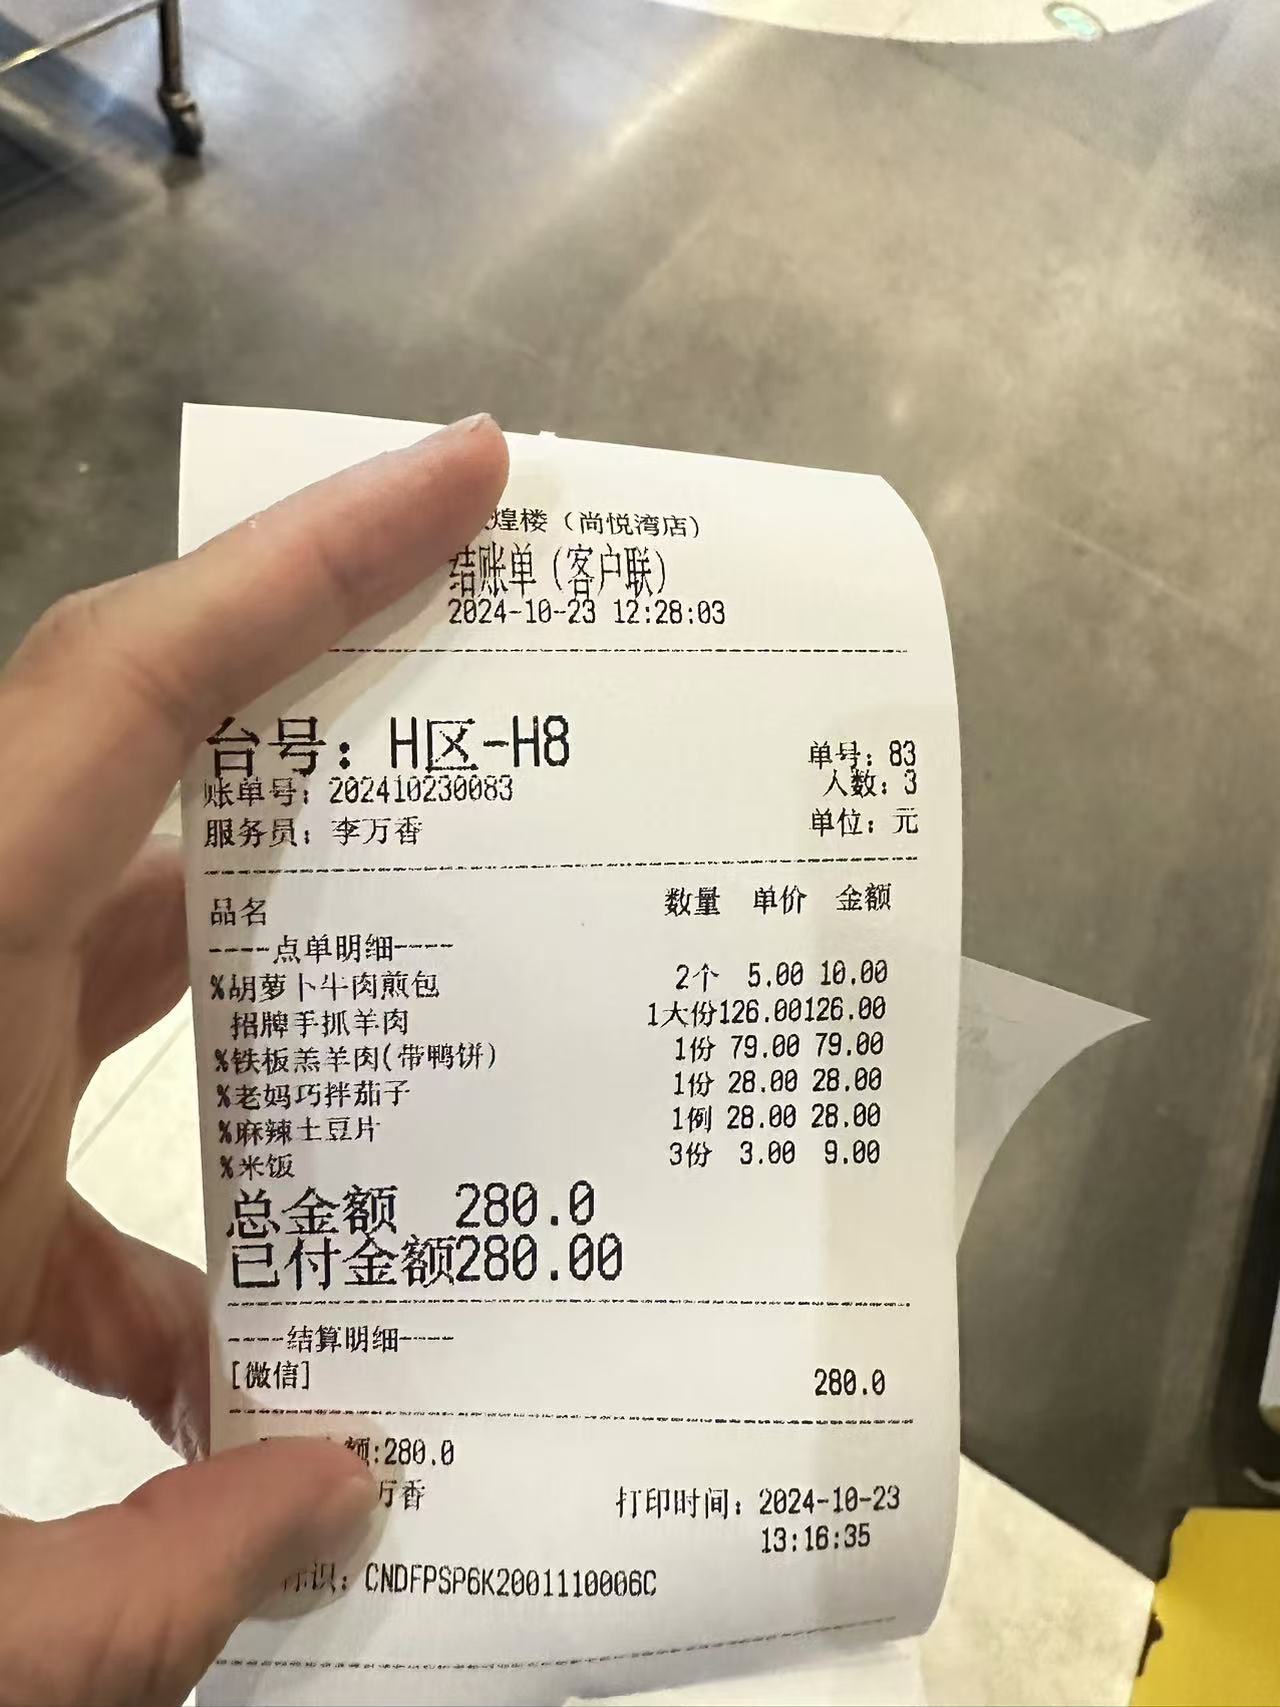 煌楼（尚悦湾店）
结账单（客户联）
2024-10-23 12:28:03
台号：H区-H8
单号：83
账单号：202410230083
人数：3
服务员：李万香
单位：元
品名 数量 单价 金额
----点单明细----
%胡萝卜牛肉煎包 2个 5.00 10.00
招牌手抓羊肉 1大份126.00126.00
%铁板羔羊肉(带鸭饼) 1份 79.00 79.00
%老妈巧拌茄子 1份 28.00 28.00
%麻辣土豆片 1例 28.00 28.00
%米饭 3份 3.00 9.00
总金额 280.0
已付金额280.00
----结算明细----
[微信] 280.0
额:280.0
万香
打印时间：2024-10-23
13:16:35
标识：CNDFPSP6K2001110006C